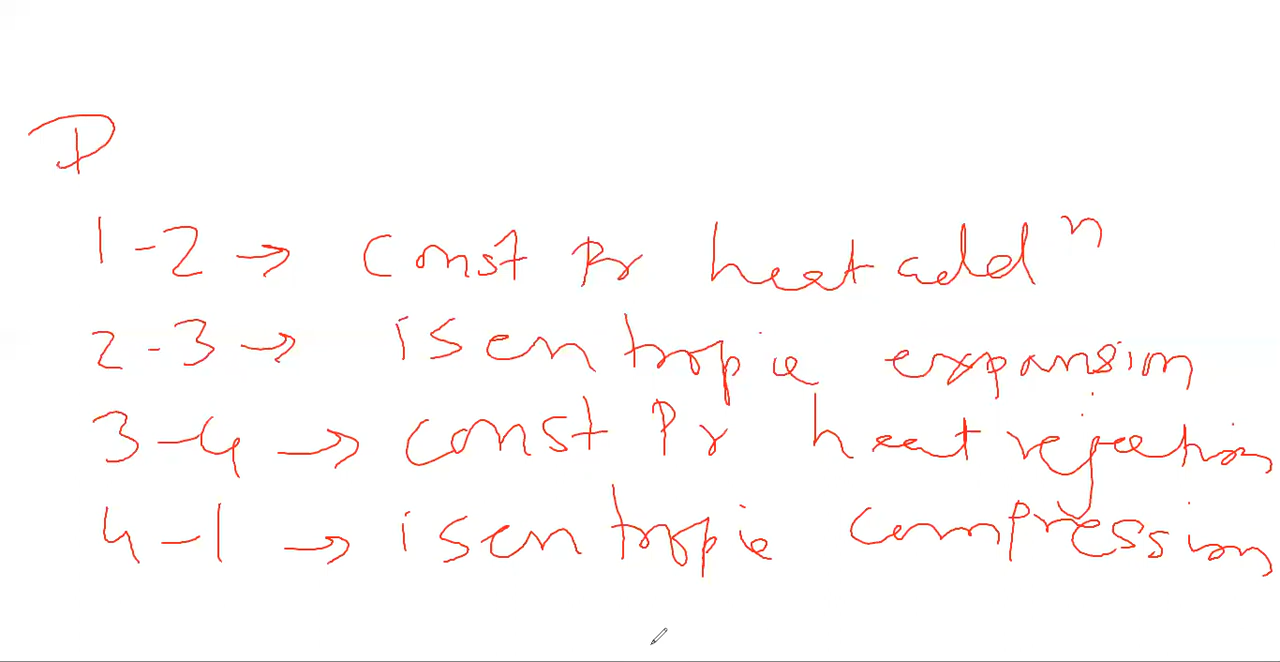 P
1-2 → const Pr heat addⁿ
2-3 → isentropic expansion
3-4 → const Pr heat rejection
4-1 → isentropic compression